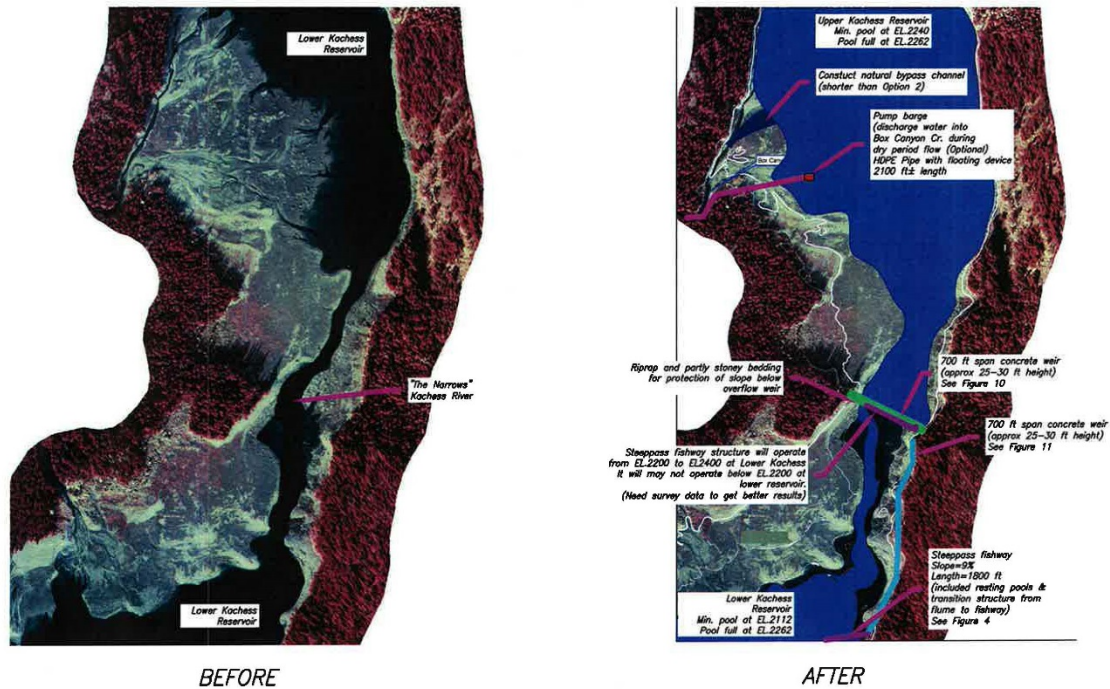 Lower Kachess
Reservoir
"The Narrows"
Kachess River
Lower Kachess
Reservoir
BEFORE
Upper Kachess Reservoir
Min. pool at EL.2240
Pool full at EL.2262
Constuct natural bypass channel
(shorter than Option 2)
Pump barge
(discharge water into
Box Canyon Cr. during
dry period flow (Optional)
HDPE Pipe with floating device
2100 ft± length
Box Cany
Riprap and partly stoney bedding
for protection of slope below
overflow weir
700 ft span concrete weir
(approx 25-30 ft height)
See Figure 10
700 ft span concrete weir
(approx 25-30 ft height)
See Figure 11
Steeppass fishway structure will operate
from EL.2200 to EL2400 at Lower Kachess
It will may not operate below EL.2200 at
lower reservoir.
(Need survey data to get better results)
Steeppass fishway
Slope=9%
Length=1800 ft
(included resting pools &
transition structure from
flume to fishway)
See Figure 4
Lower Kachess
Reservoir
Min. pool at EL.2112
Pool full at EL.2262
AFTER